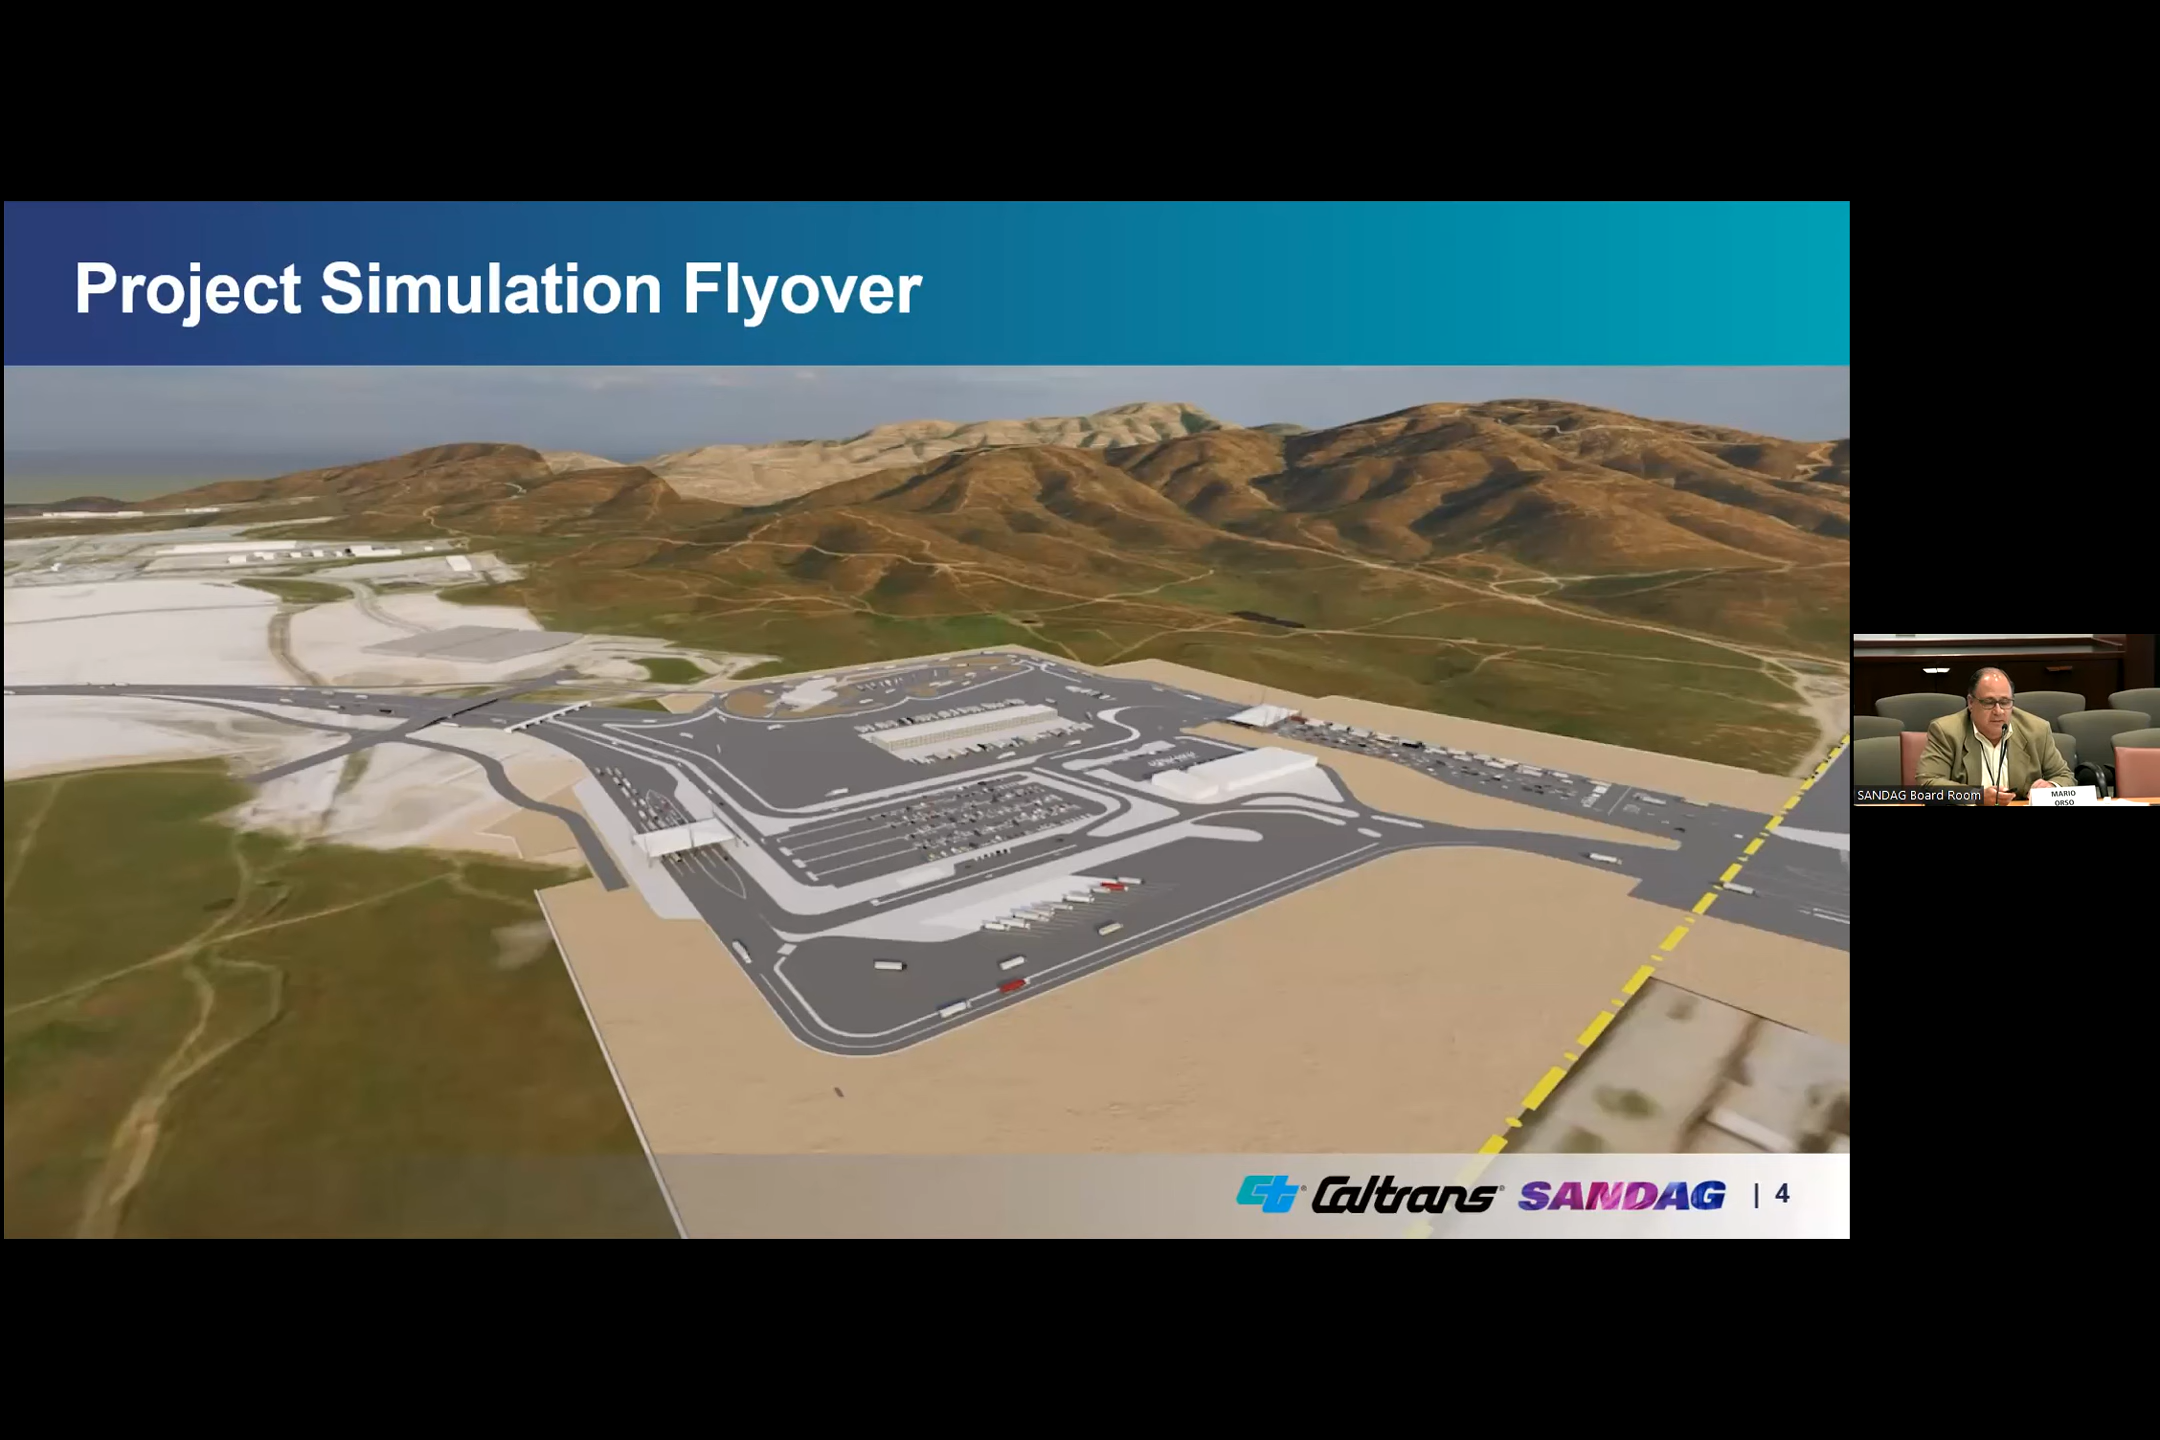 Project Simulation Flyover
Caltrans SANDAG | 4
SANDAG Board Room
MARIO
ORSO